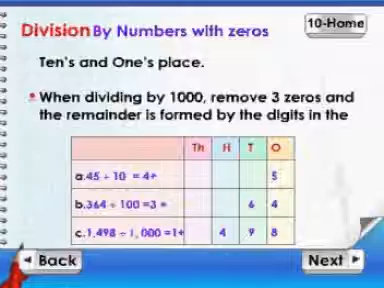 Division By Numbers with zeros
10-Home
Ten's and One's place.
• When dividing by 1000, remove 3 zeros and
the remainder is formed by the digits in the
Th H T O
a.45 ÷ 10 = 4+ 5
b.364 ÷ 100 =3 + 6 4
c.1,498 ÷ 1,000 =1+ 4 9 8
Back
Next